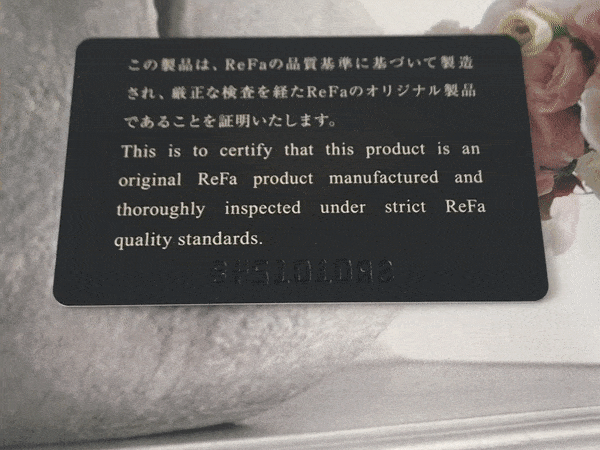 この製品は、ReFaの品質基準に基づいて製造
され、厳正な検査を経たReFaのオリジナル製品
であることを証明いたします。
This is to certify that this product is an
original ReFa product manufactured and
thoroughly inspected under strict ReFa
quality standards.